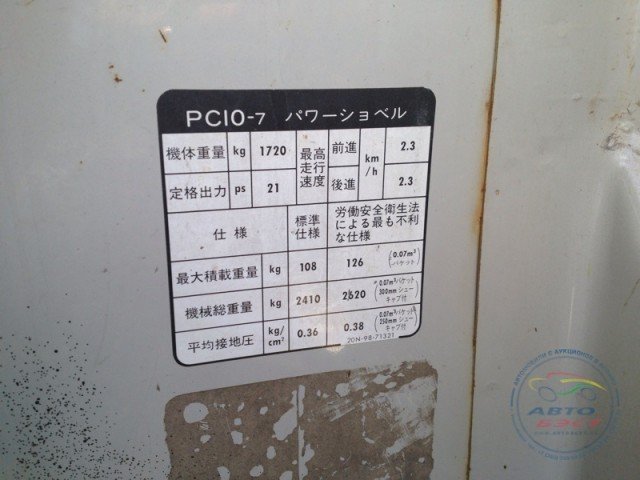 PC10-7 パワーショベル
機体重量 kg 1720 最高走行速度 前進 km/h 2.3
定格出力 ps 21 後進 2.3
仕様 標準仕様 労働安全衛生法による最も不利な仕様
最大積載重量 kg 108 126 (0.07m³バケット)
機械総重量 kg 2410 2620 (0.07m³バケット 300mmシュー キャブ付)
平均接地圧 kg/cm² 0.36 0.38 (0.07m³バケット 250mmシュー キャブ付)
20N-98-71321
АВТО
БЭСТ